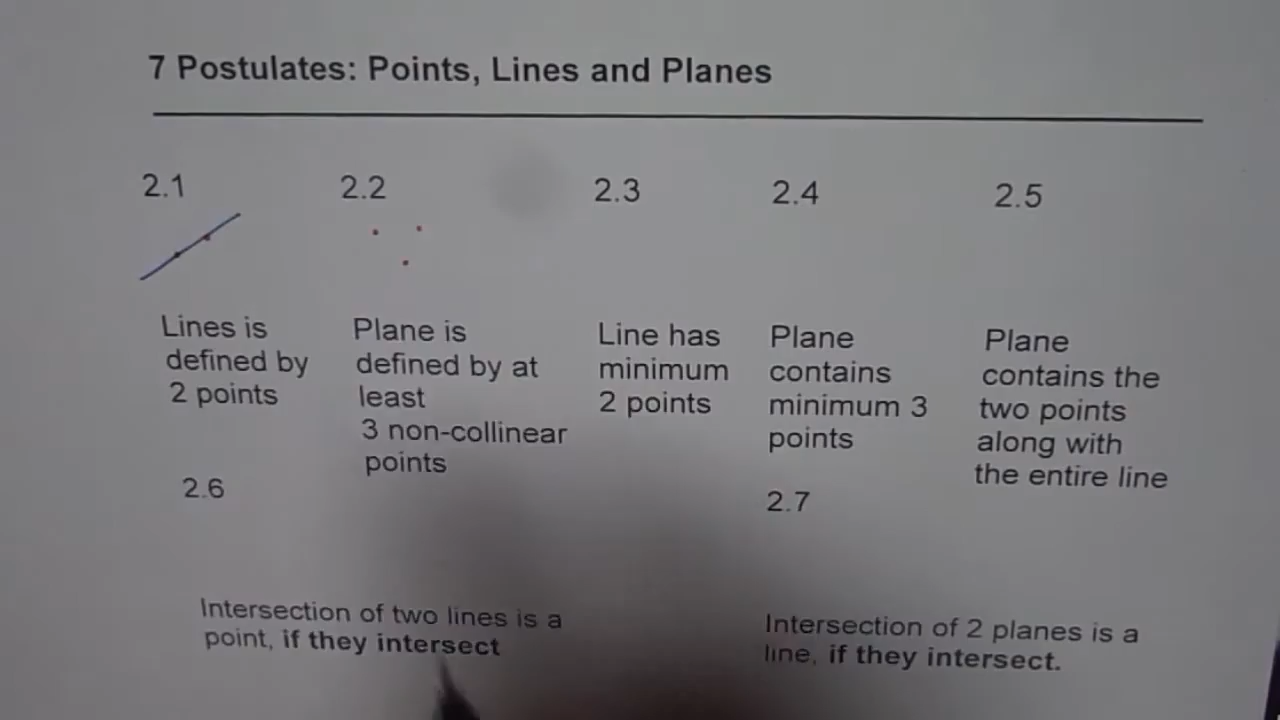 7 Postulates: Points, Lines and Planes
2.1
2.2
2.3
2.4
2.5
Lines is
defined by
2 points
Plane is
defined by at
least
3 non-collinear
points
Line has
minimum
2 points
Plane
contains
minimum 3
points
Plane
contains the
two points
along with
the entire line
2.6
2.7
Intersection of two lines is a
point, if they intersect
Intersection of 2 planes is a
line, if they intersect.